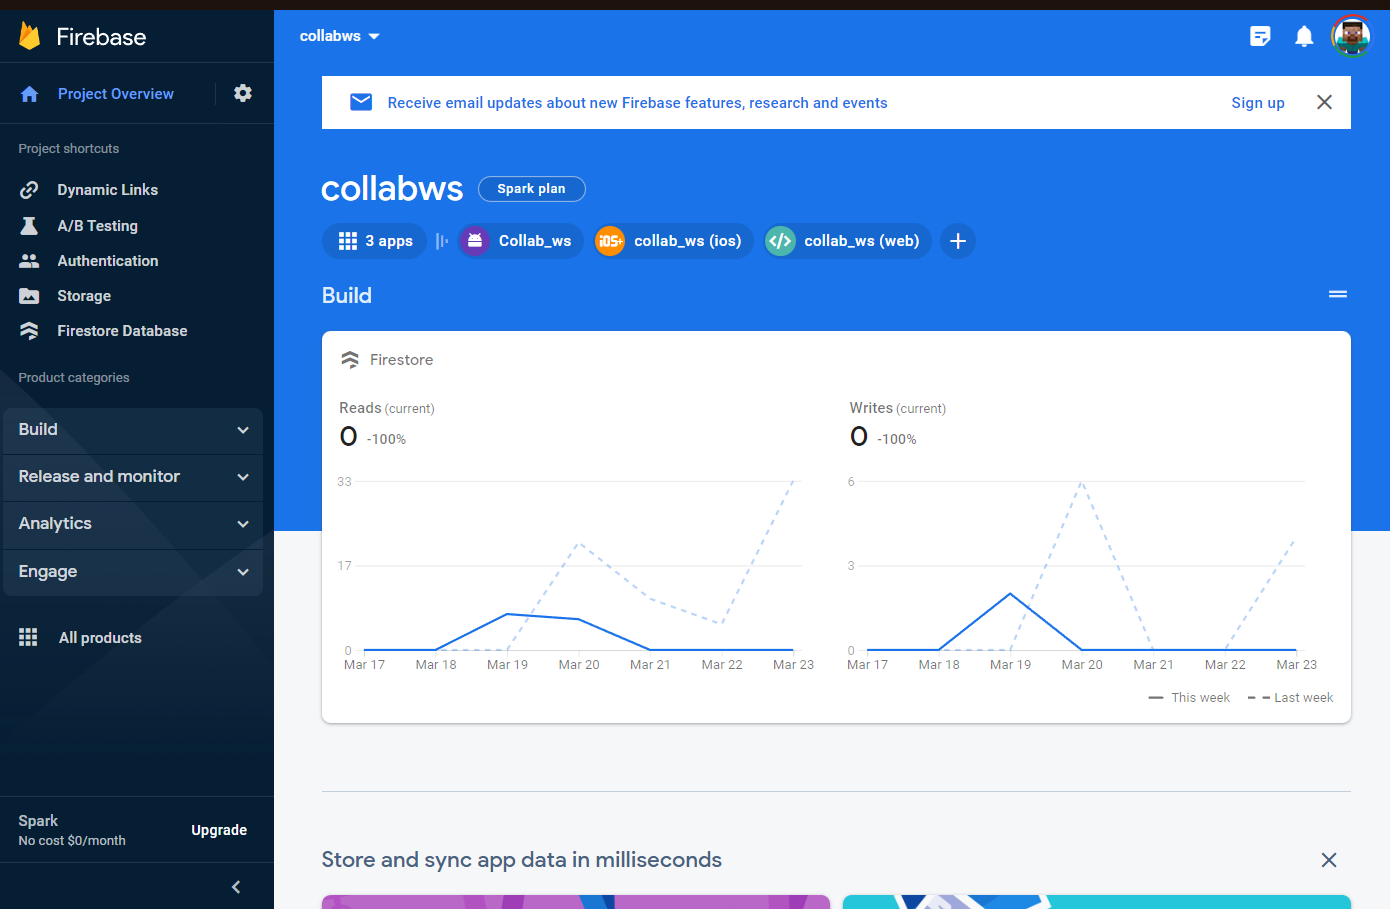 Firebase
collabws
Project Overview
Receive email updates about new Firebase features, research and events
Sign up
Project shortcuts
Dynamic Links
A/B Testing
Authentication
Storage
Firestore Database
Product categories
Build
Release and monitor
Analytics
Engage
All products
Spark
No cost $0/month
Upgrade
collabws
Spark plan
3 apps
Collab_ws
iOS+
collab_ws (ios)
</>
collab_ws (web)
+
Build
Firestore
Reads (current)
0 -100%
33
17
0
Mar 17 Mar 18 Mar 19 Mar 20 Mar 21 Mar 22 Mar 23
Writes (current)
0 -100%
6
3
0
Mar 17 Mar 18 Mar 19 Mar 20 Mar 21 Mar 22 Mar 23
This week Last week
Store and sync app data in milliseconds